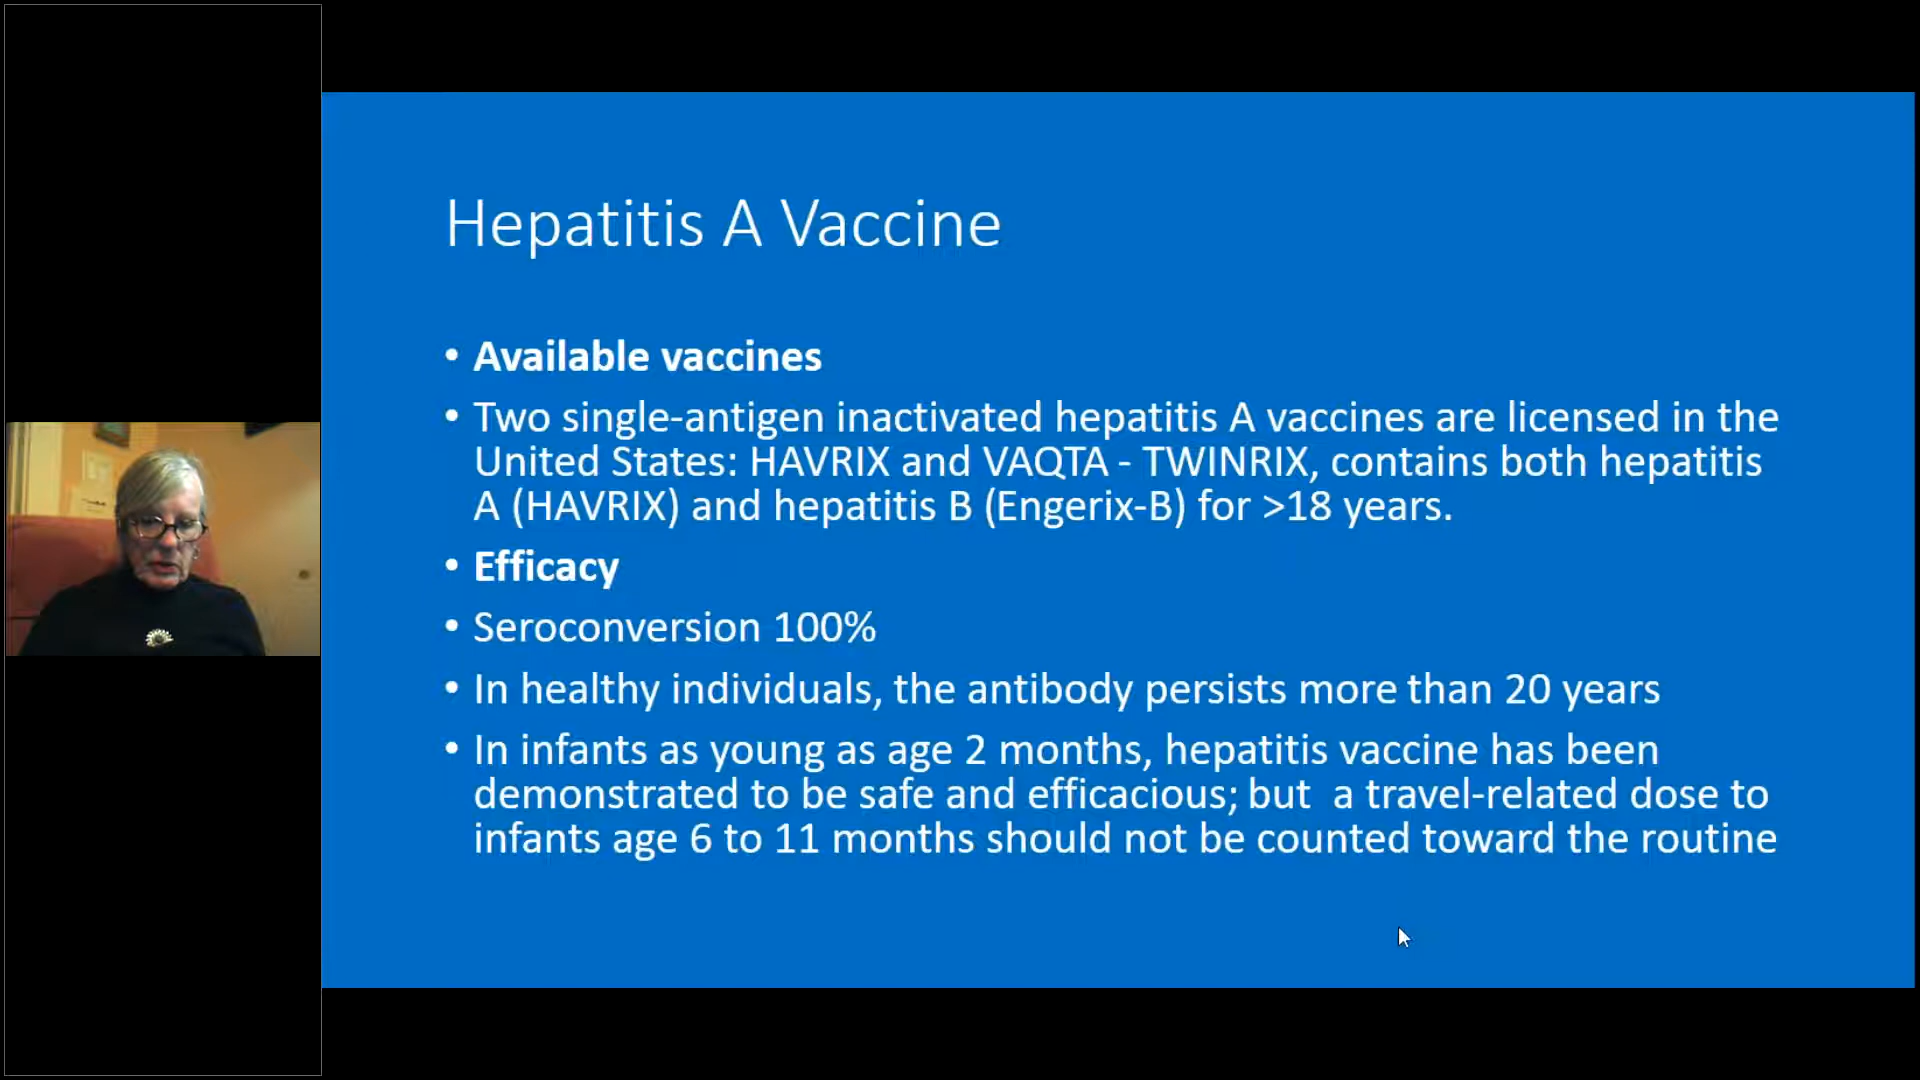 Hepatitis A Vaccine
• Available vaccines
• Two single-antigen inactivated hepatitis A vaccines are licensed in the
United States: HAVRIX and VAQTA - TWINRIX, contains both hepatitis
A (HAVRIX) and hepatitis B (Engerix-B) for >18 years.
• Efficacy
• Seroconversion 100%
• In healthy individuals, the antibody persists more than 20 years
• In infants as young as age 2 months, hepatitis vaccine has been
demonstrated to be safe and efficacious; but  a travel-related dose to
infants age 6 to 11 months should not be counted toward the routine